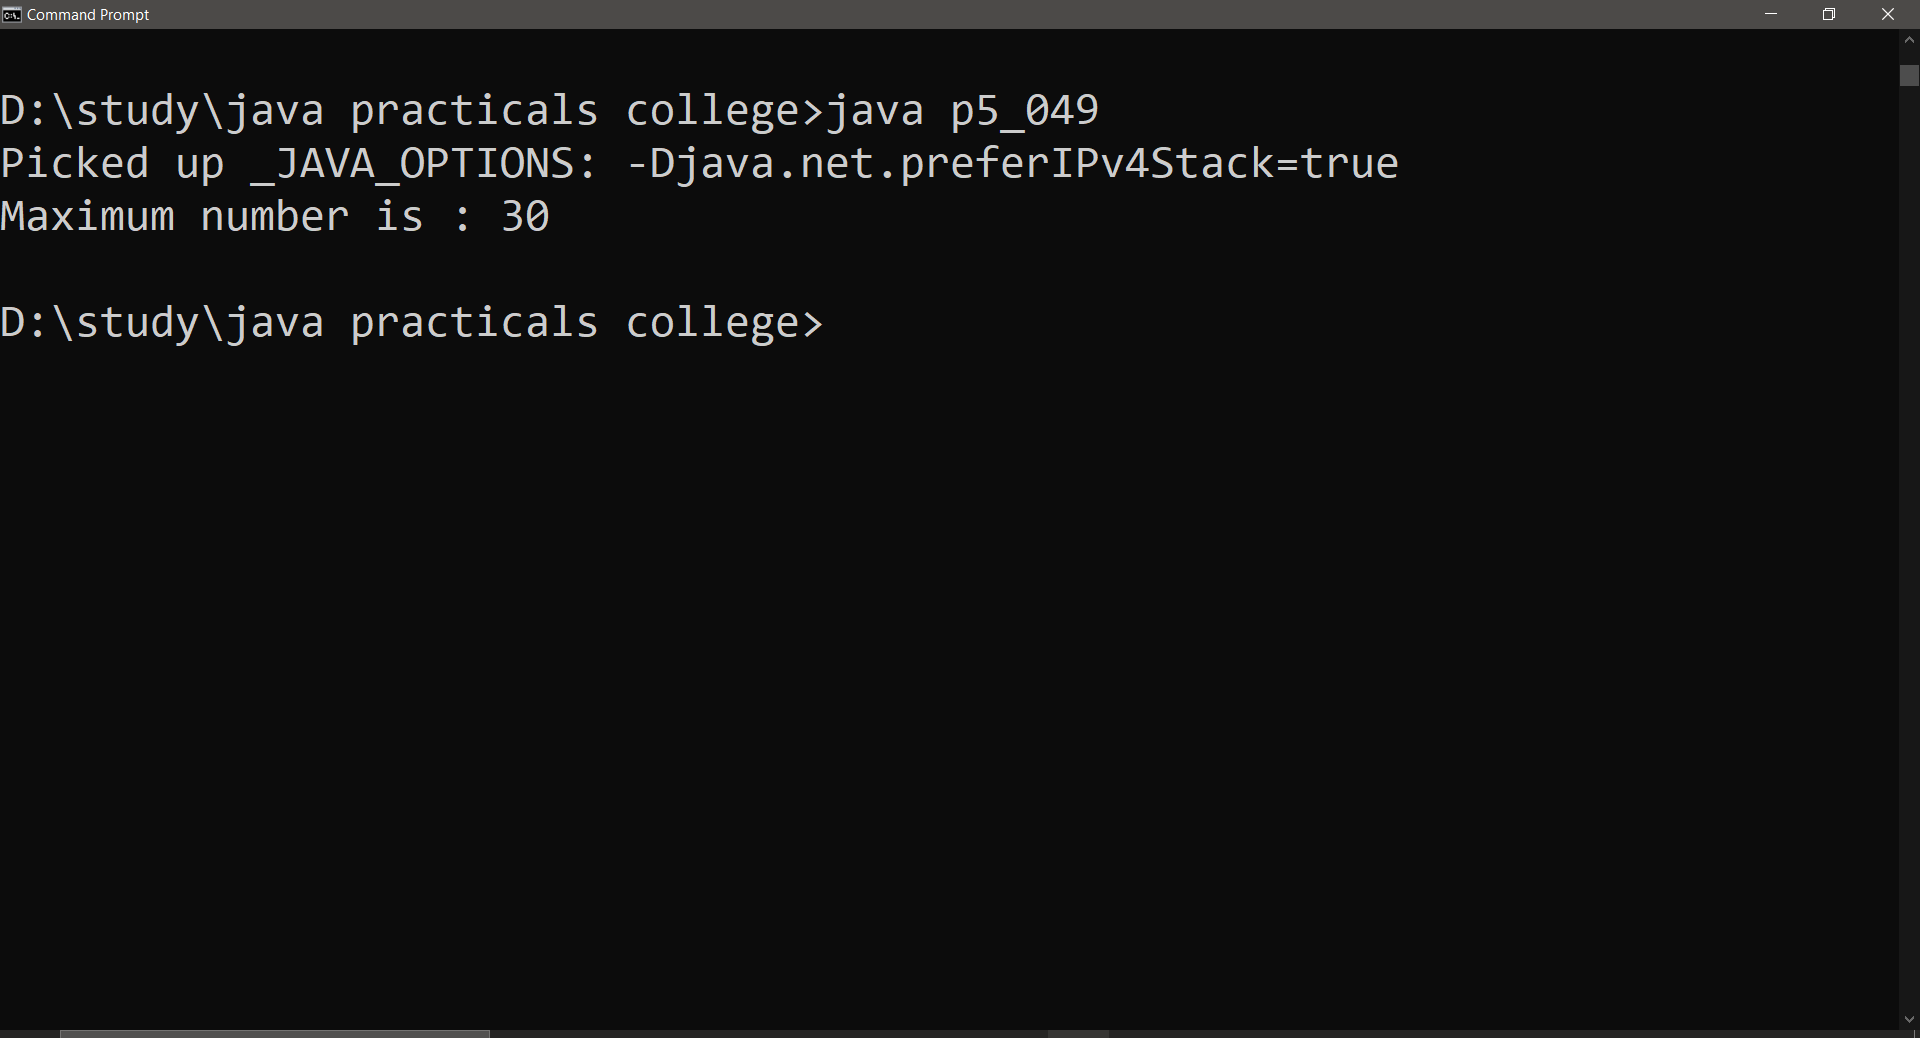 Command Prompt
D:\study\java practicals college>java p5_049
Picked up _JAVA_OPTIONS: -Djava.net.preferIPv4Stack=true
Maximum number is : 30
D:\study\java practicals college>